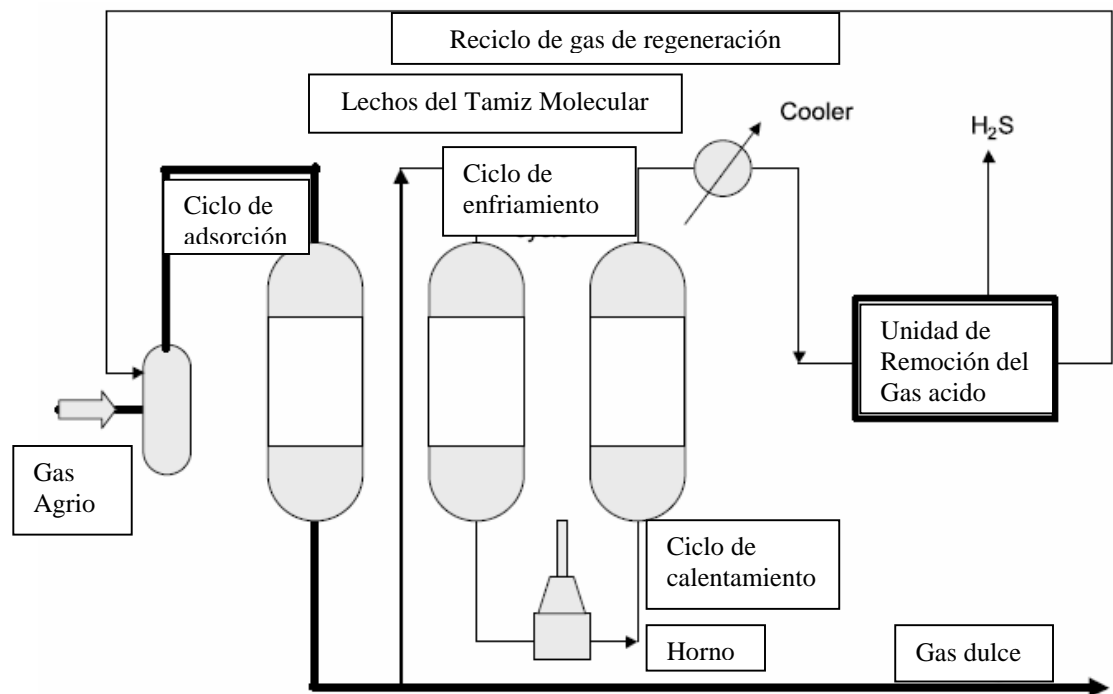 Reciclo de gas de regeneración
Lechos del Tamiz Molecular
Cooler
H₂S
Ciclo de
adsorción
Ciclo de
enfriamiento
Unidad de
Remoción del
Gas acido
Gas
Agrio
Ciclo de
calentamiento
Horno
Gas dulce